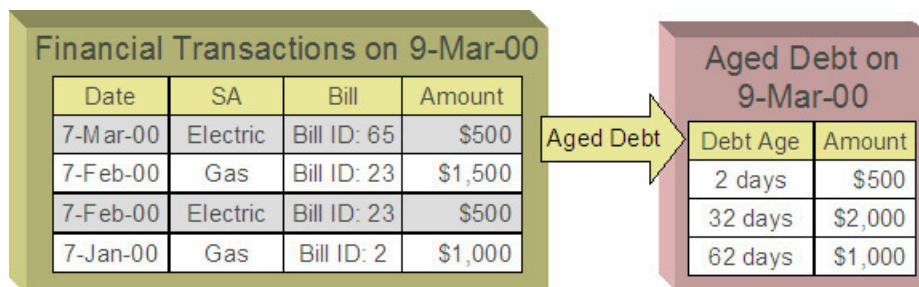 Financial Transactions on 9-Mar-00
Date SA Bill Amount
7-Mar-00 Electric Bill ID: 65 $500
7-Feb-00 Gas Bill ID: 23 $1,500
7-Feb-00 Electric Bill ID: 23 $500
7-Jan-00 Gas Bill ID: 2 $1,000
Aged Debt
Aged Debt on
9-Mar-00
Debt Age Amount
2 days $500
32 days $2,000
62 days $1,000